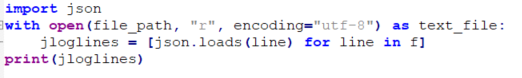 import json
with open(file_path, "r", encoding="utf-8") as text_file:
    jloglines = [json.loads(line) for line in f]
print(jloglines)